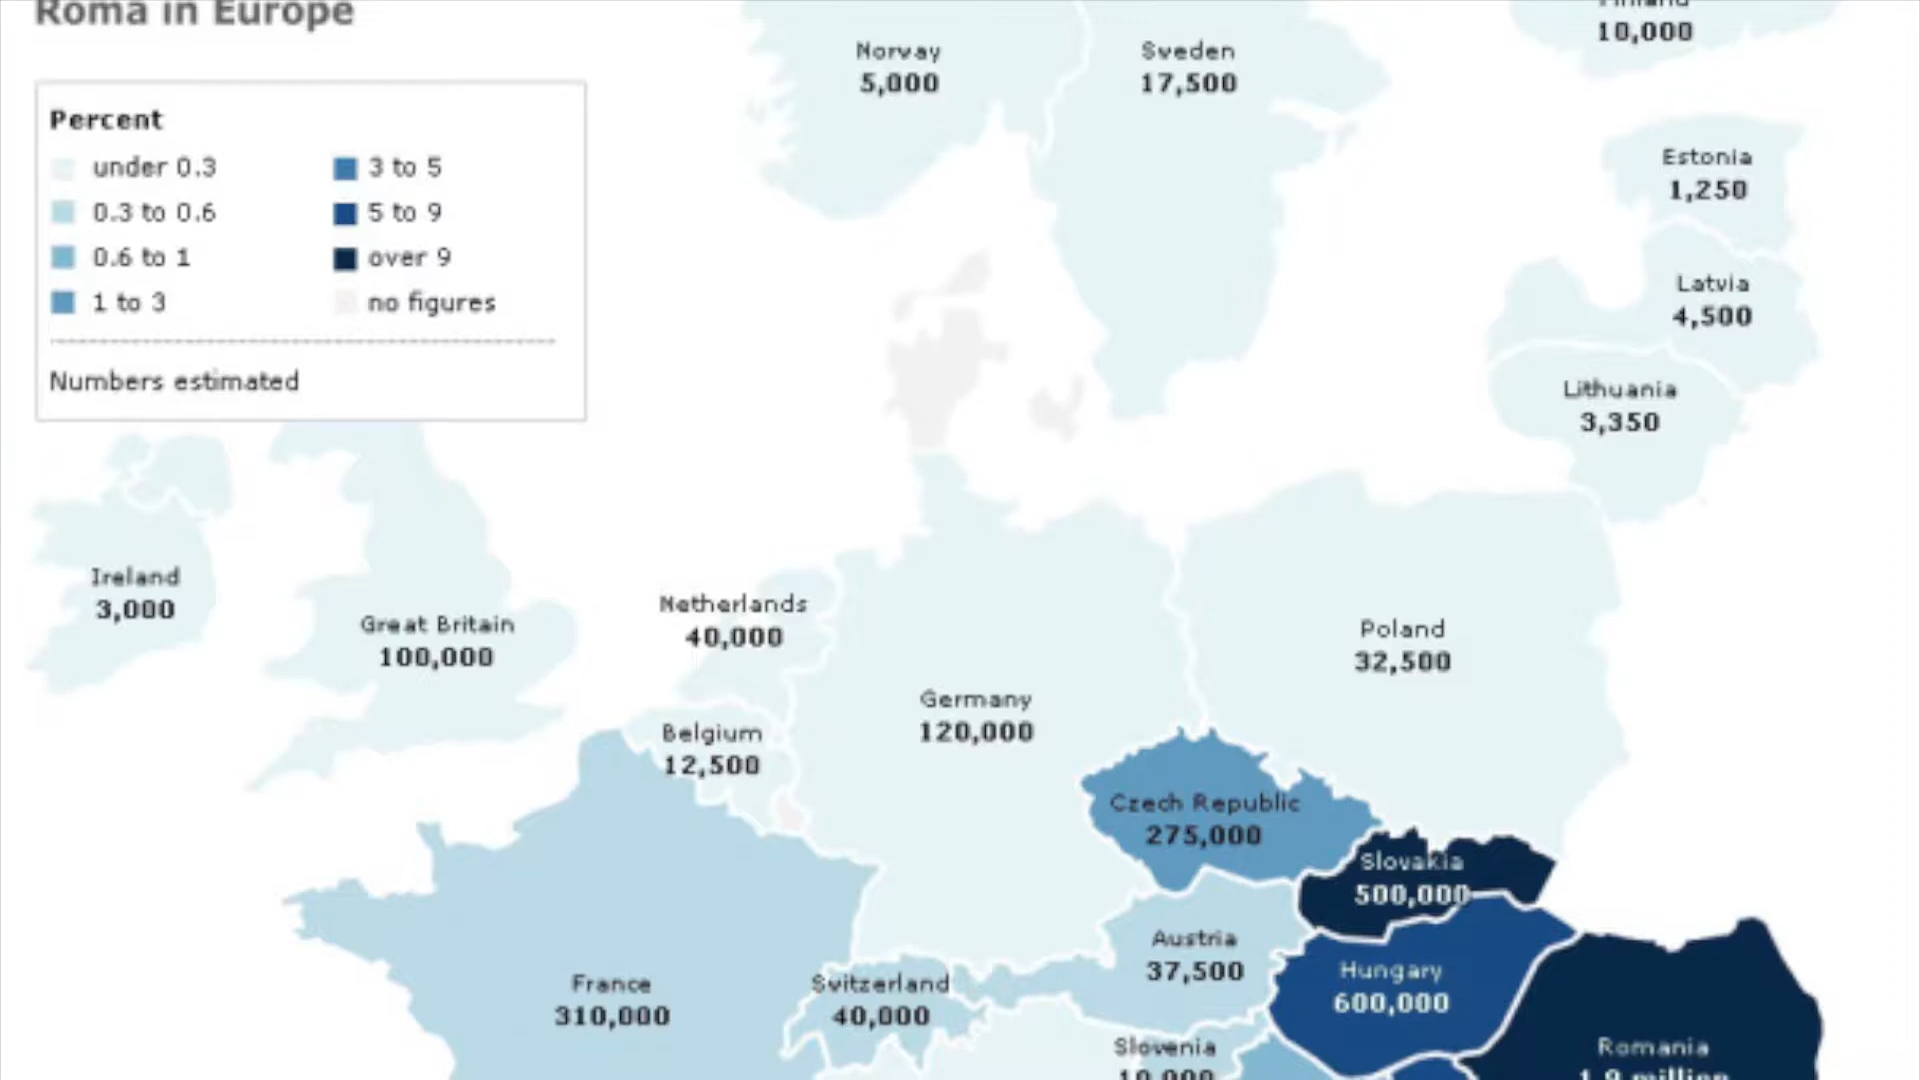 Roma in Europe
Percent
under 0.3
0.3 to 0.6
0.6 to 1
1 to 3
3 to 5
5 to 9
over 9
no figures
Numbers estimated
Norway
5,000
Sweden
17,500
Finland
10,000
Estonia
1,250
Latvia
4,500
Lithuania
3,350
Ireland
3,000
Great Britain
100,000
Netherlands
40,000
Belgium
12,500
Germany
120,000
Poland
32,500
Czech Republic
275,000
Slovakia
500,000
Austria
37,500
Hungary
600,000
France
310,000
Switzerland
40,000
Slovenia
10,000
Romania
million